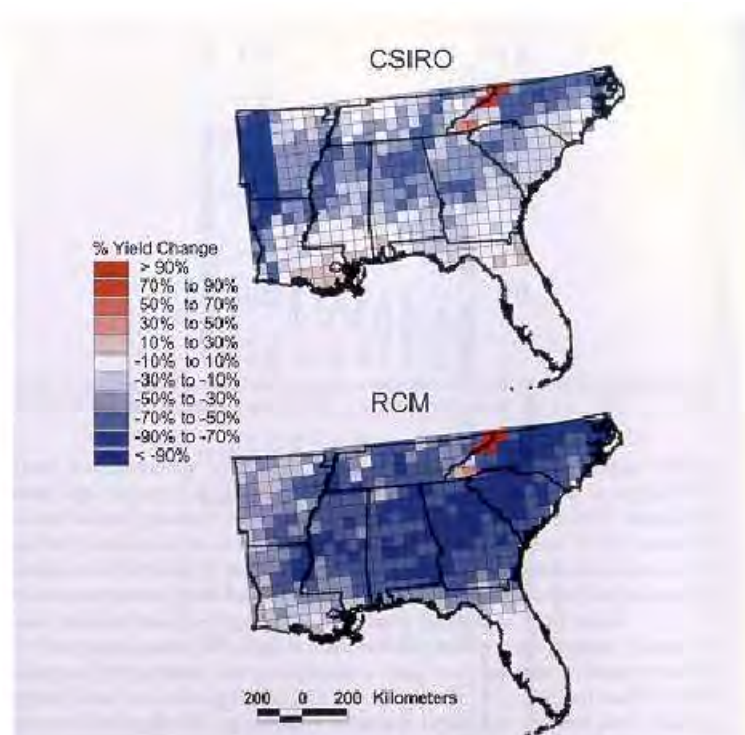 CSIRO
% Yield Change
> 90%
70% to 90%
50% to 70%
30% to 50%
10% to 30%
-10% to 10%
-30% to -10%
-50% to -30%
-70% to -50%
-90% to -70%
< -90%
RCM
200 0 200 Kilometers